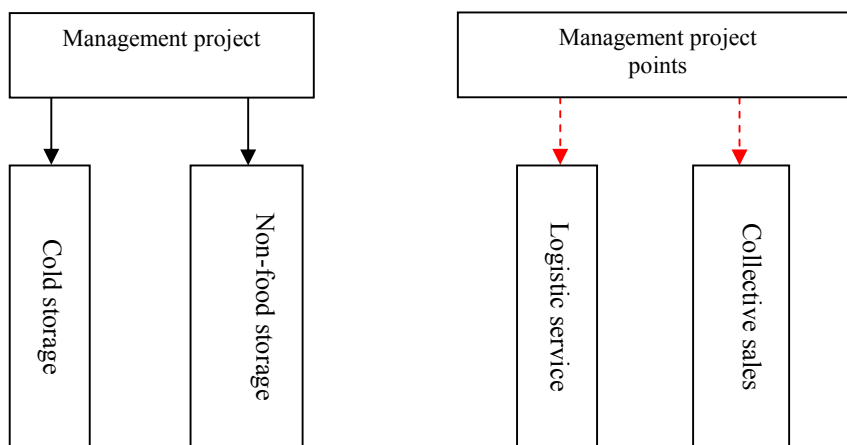 Management project
Management project
points
Cold storage
Non-food storage
Logistic service
Collective sales